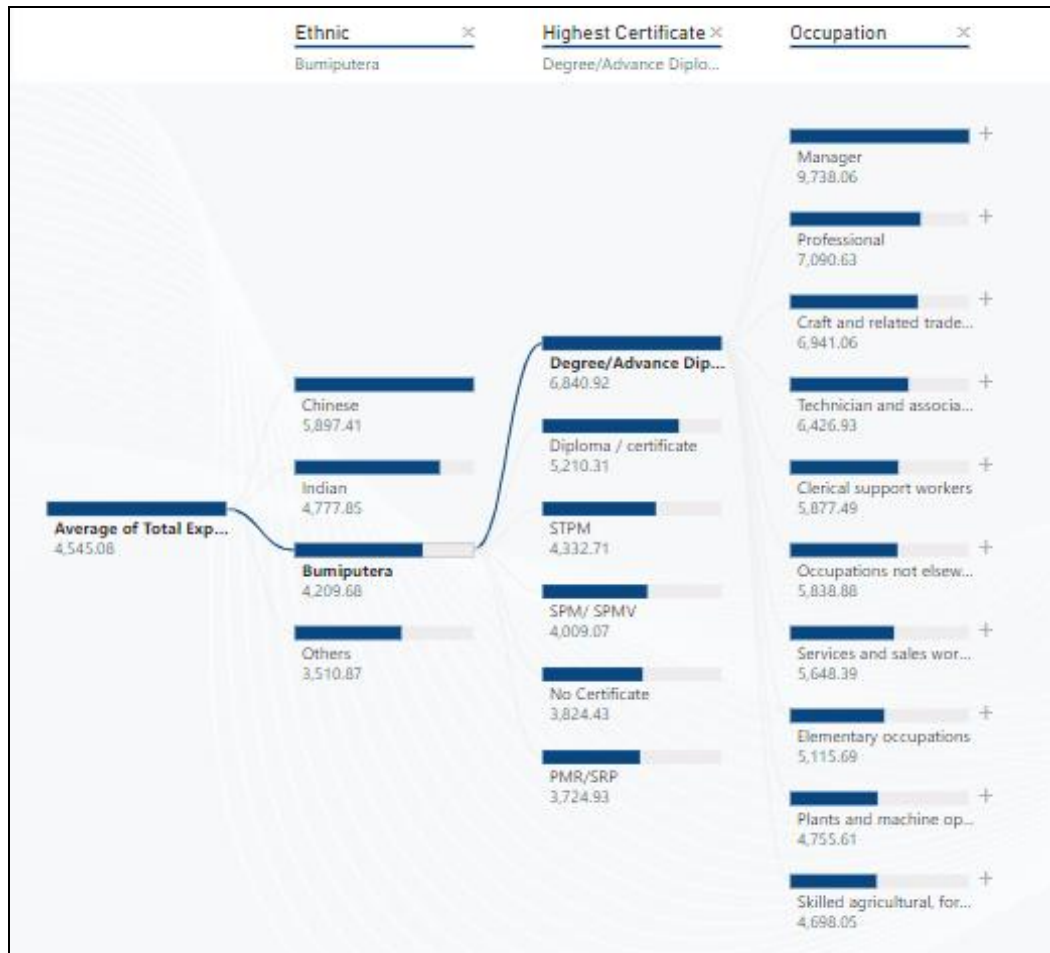 Ethnic ×
Bumiputera
Highest Certificate ×
Degree/Advance Diplo...
Occupation ×
Average of Total Exp...
4,545.08
Chinese
5,897.41
Indian
4,777.85
Bumiputera
4,209.68
Others
3,510.87
Degree/Advance Dip...
6,840.92
Diploma / certificate
5,210.31
STPM
4,332.71
SPM/ SPMV
4,009.07
No Certificate
3,824.43
PMR/SRP
3,724.93
Manager
9,738.06
Professional
7,090.63
Craft and related trade...
6,941.06
Technician and associa...
6,426.93
Clerical support workers
5,877.49
Occupations not elsew...
5,838.88
Services and sales wor...
5,648.39
Elementary occupations
5,115.69
Plants and machine op...
4,755.61
Skilled agricultural, for...
4,698.05